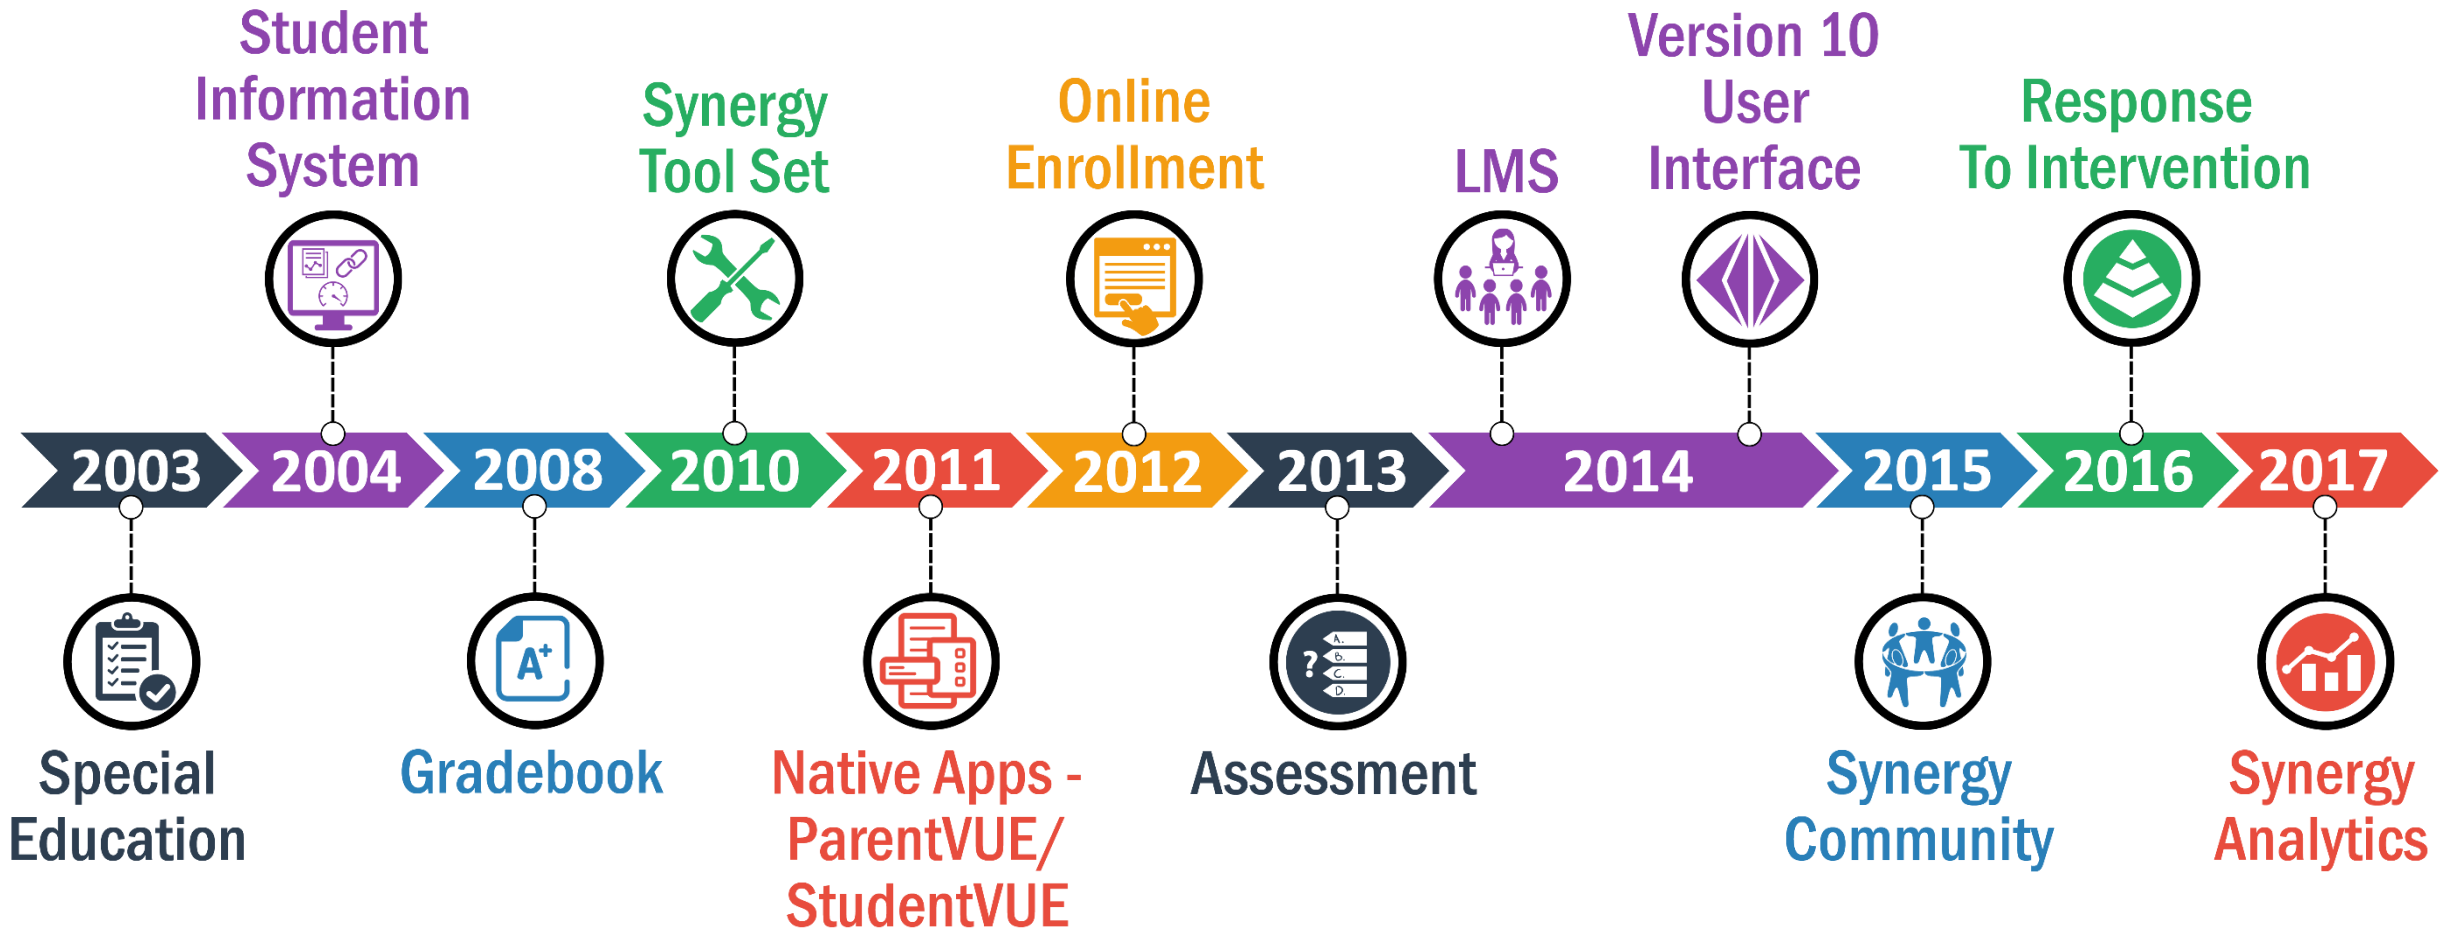 Student
Information
System
Synergy
Tool Set
Online
Enrollment
LMS
Version 10
User
Interface
Response
To Intervention
2003
2004
2008
2010
2011
2012
2013
2014
2015
2016
2017
A+
?
A.
B.
C.
D.
Special
Education
Gradebook
Native Apps -
ParentVUE/
StudentVUE
Assessment
Synergy
Community
Synergy
Analytics